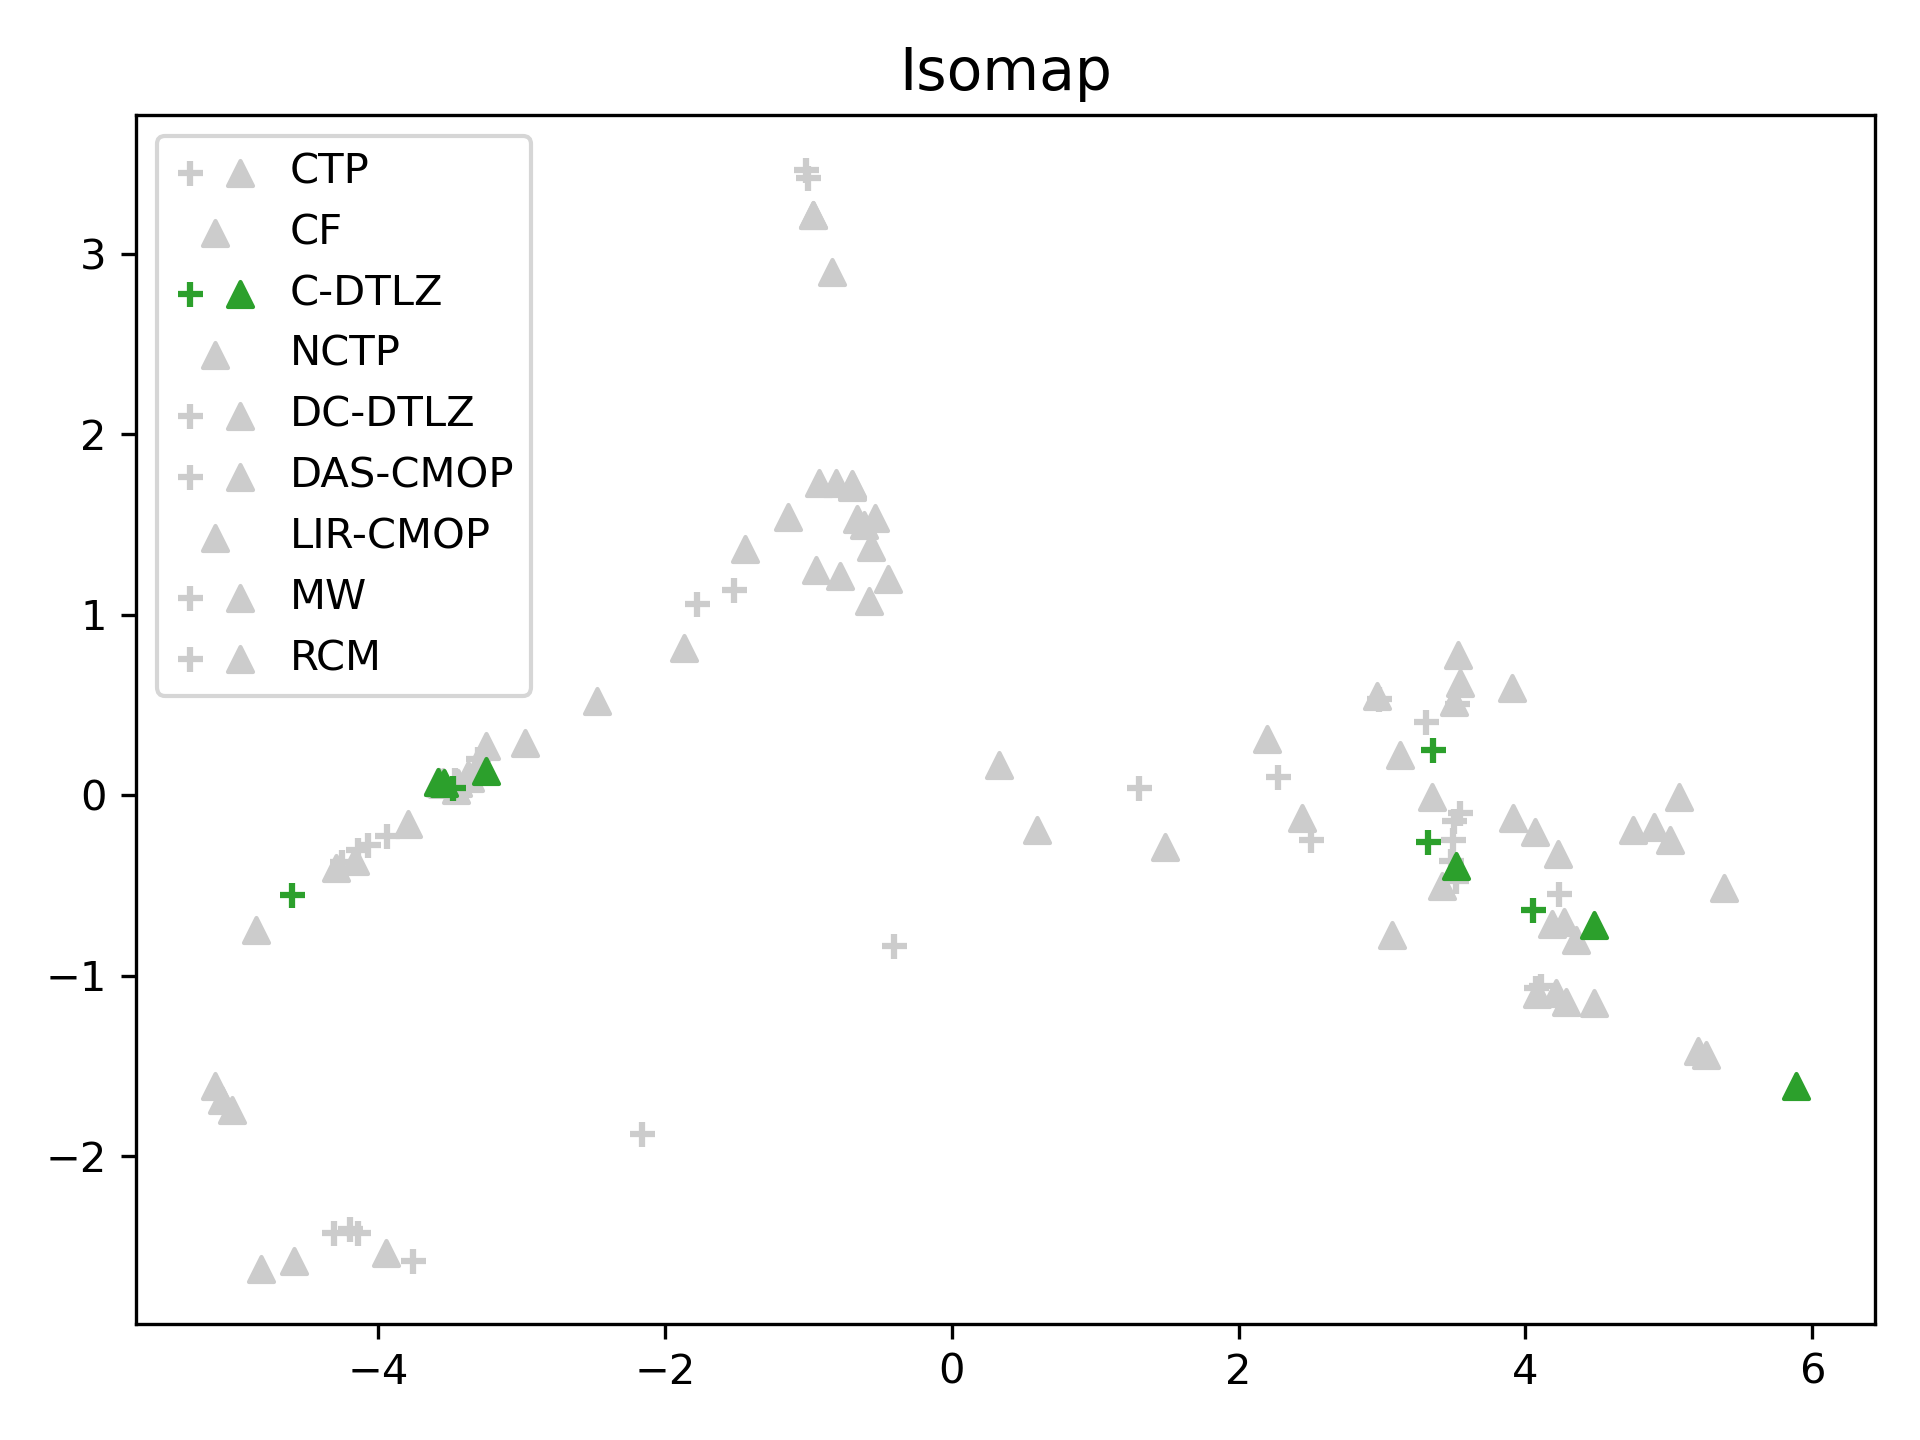 Isomap
CTP
CF
C-DTLZ
NCTP
DC-DTLZ
DAS-CMOP
LIR-CMOP
MW
RCM
3
2
1
0
−1
−2
−4 −2 0 2 4 6